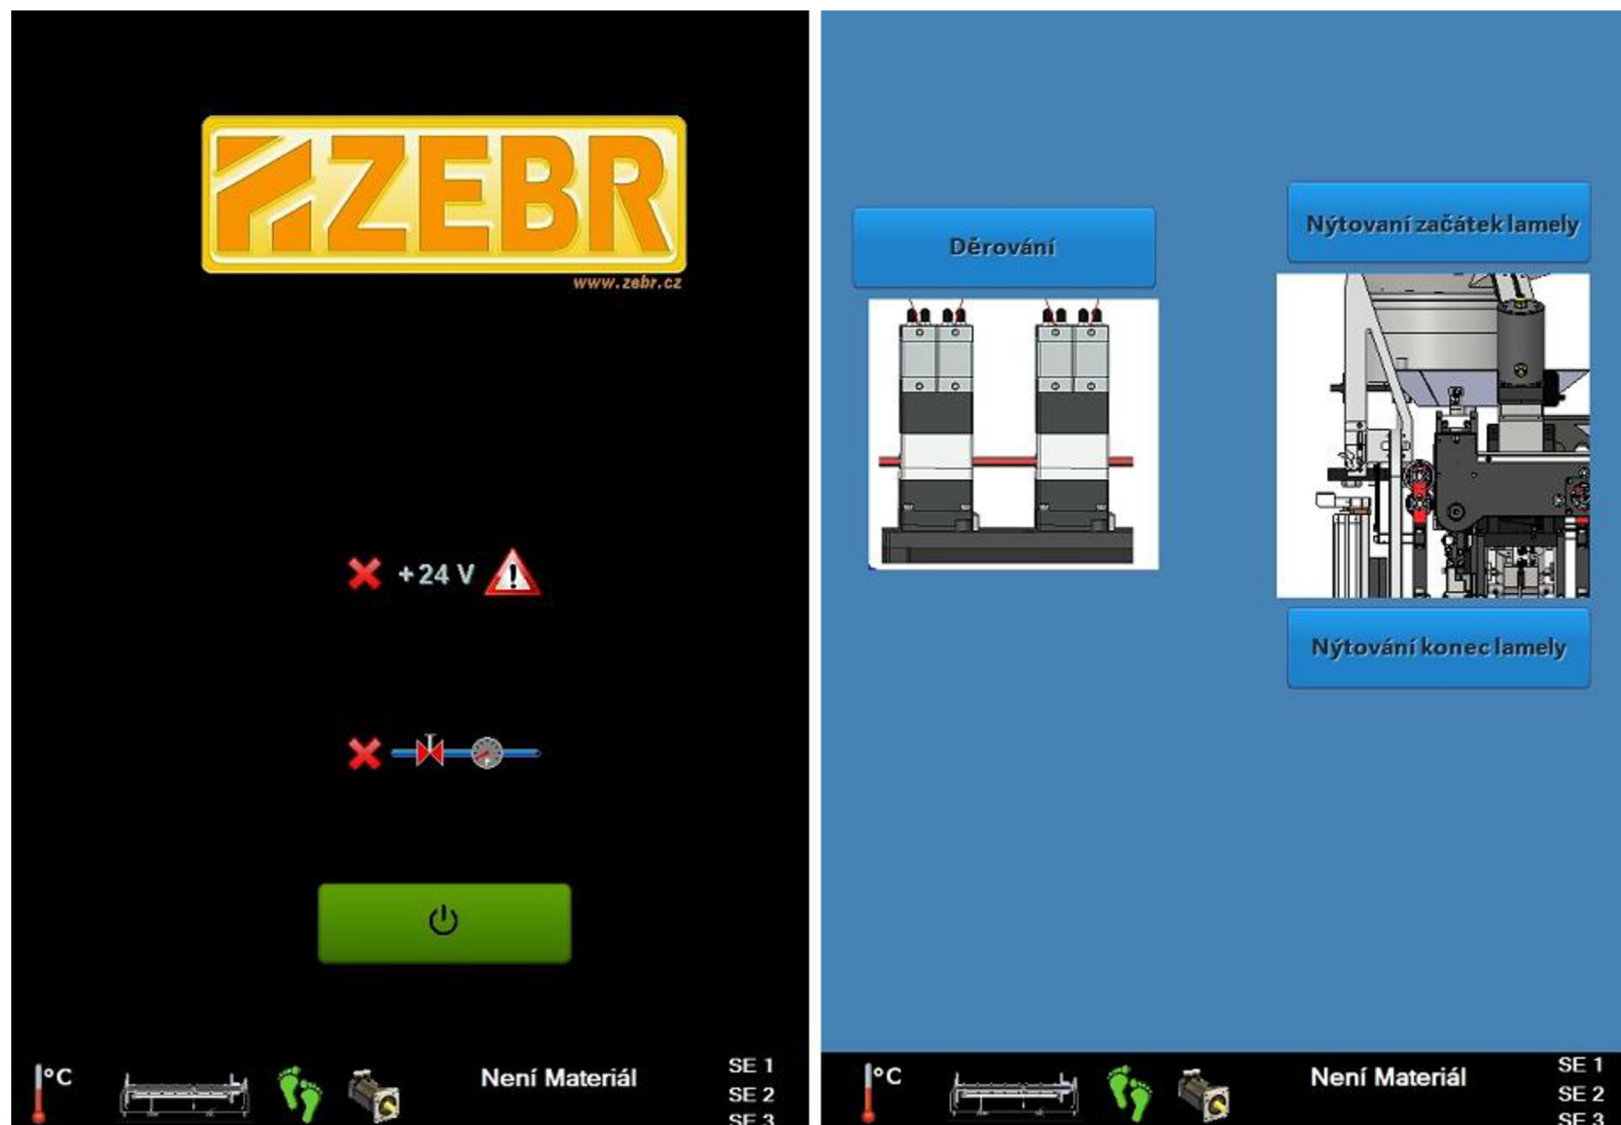 ZEBR
www.zebr.cz
+24 V
°C
Není Materiál
SE 1
SE 2
SE 3
Děrování
Nýtovaní začátek lamely
Nýtování konec lamely
°C
Není Materiál
SE 1
SE 2
SE 3